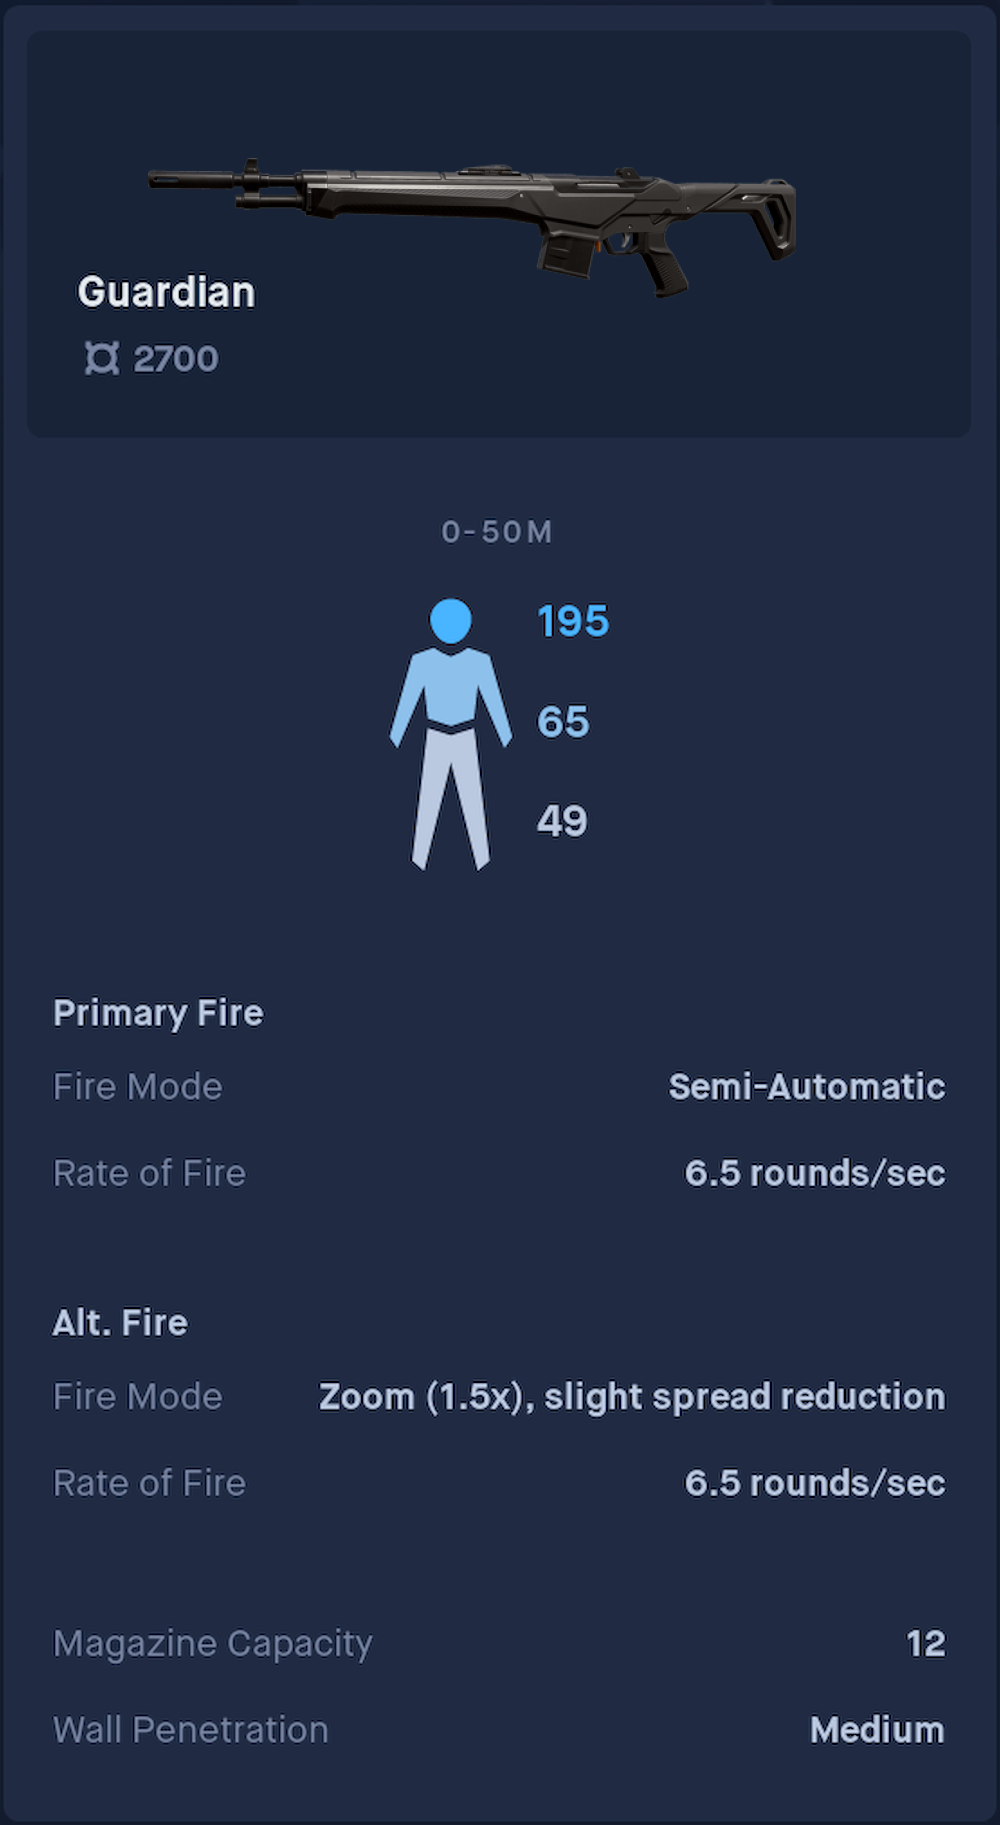 Guardian
¤ 2700
0-50M
195
65
49
Primary Fire
Fire Mode Semi-Automatic
Rate of Fire 6.5 rounds/sec
Alt. Fire
Fire Mode Zoom (1.5x), slight spread reduction
Rate of Fire 6.5 rounds/sec
Magazine Capacity 12
Wall Penetration Medium